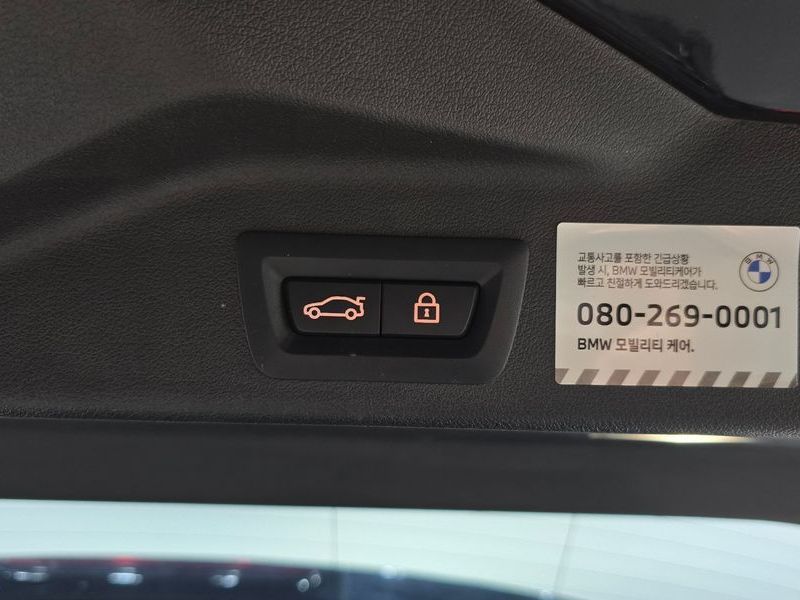 교통사고를 포함한 긴급상황
발생 시, BMW 모빌리티케어가
빠르고 친절하게 도와드리겠습니다.
BMW
080-269-0001
BMW 모빌리티 케어.